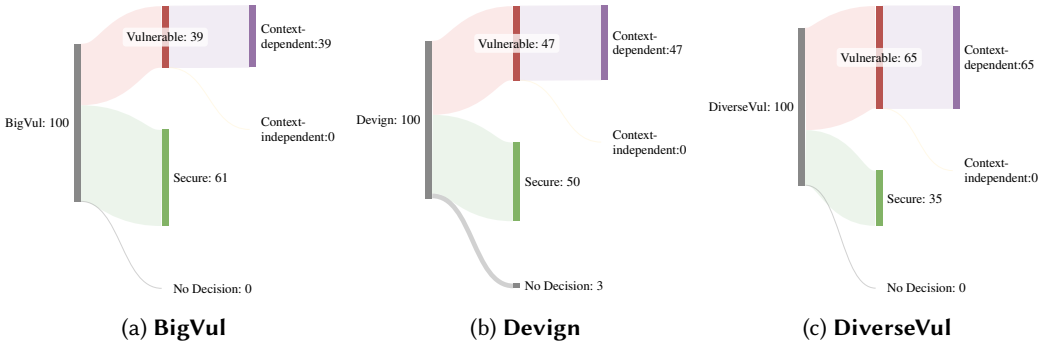 BigVul: 100
Vulnerable: 39
Context-
dependent:39
Context-
independent:0
Secure: 61
No Decision: 0
(a) BigVul
Devign: 100
Vulnerable: 47
Context-
dependent:47
Context-
independent:0
Secure: 50
No Decision: 3
(b) Devign
DiverseVul: 100
Vulnerable: 65
Context-
dependent:65
Context-
independent:0
Secure: 35
No Decision: 0
(c) DiverseVul